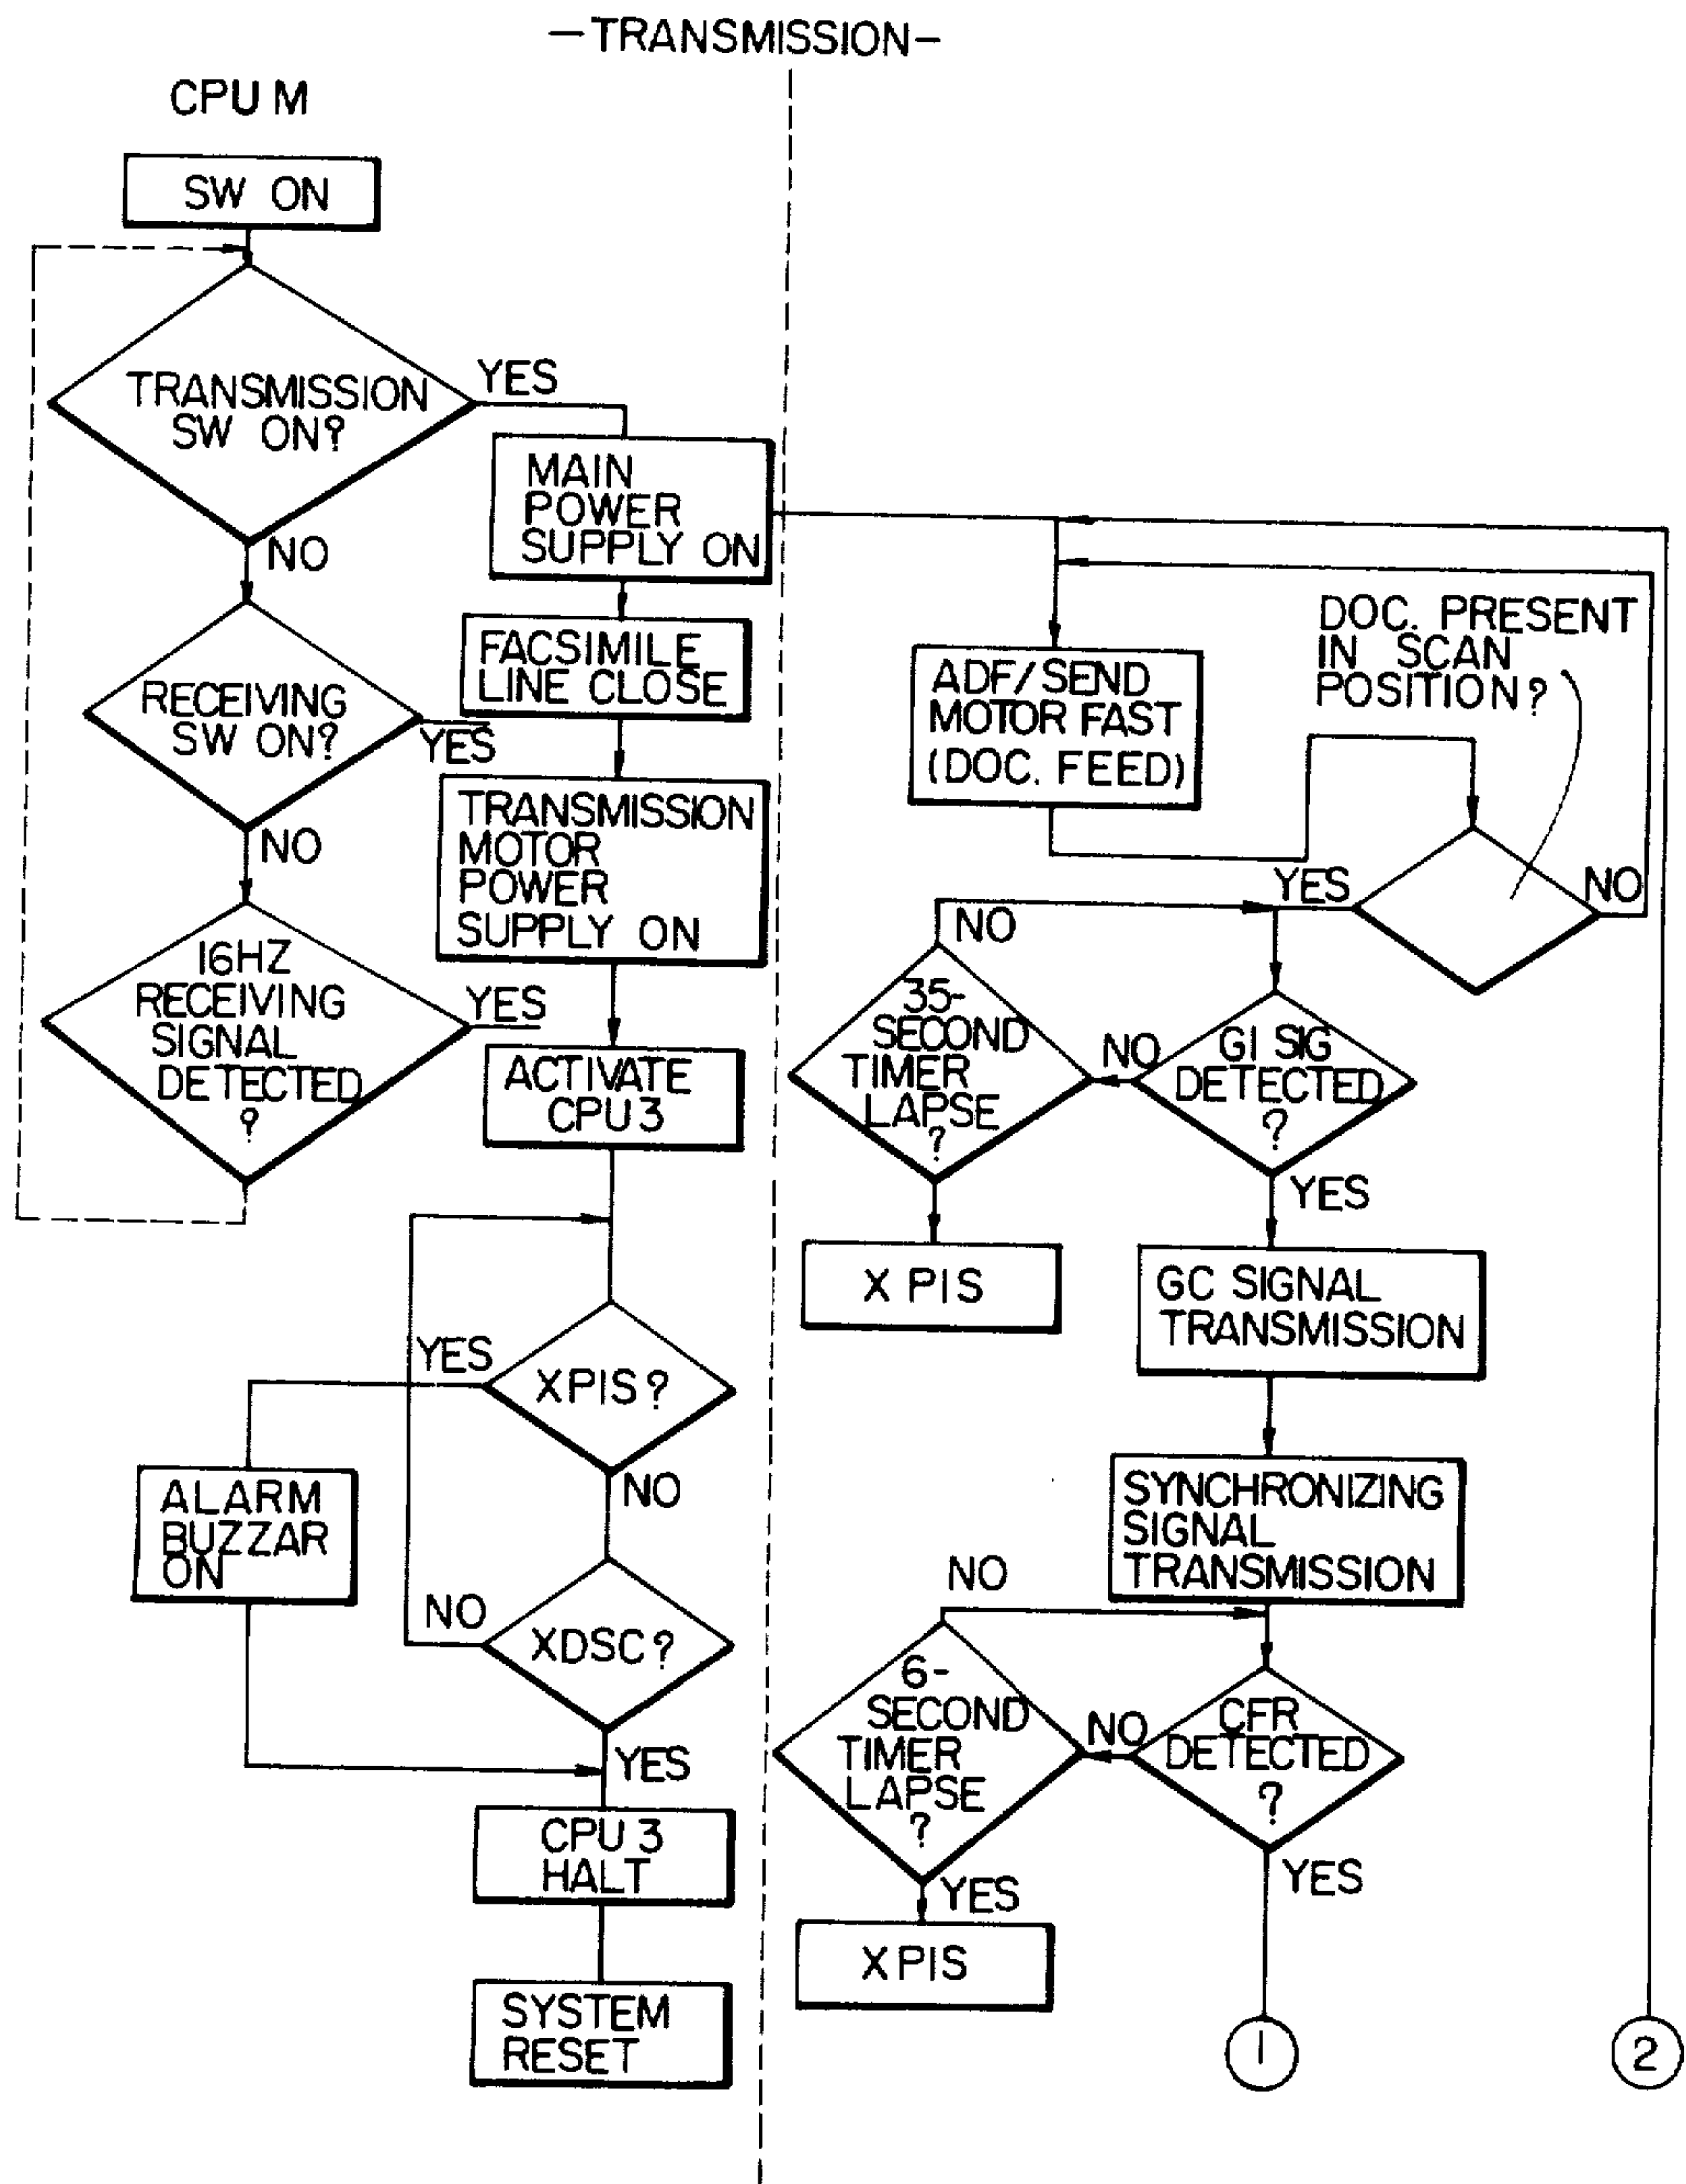 —TRANSMISSION—
CPU M
SW ON
TRANSMISSION
SW ON?
YES
NO
RECEIVING
SW ON?
YES
NO
16HZ
RECEIVING
SIGNAL
DETECTED
?
YES
MAIN
POWER
SUPPLY ON
FACSIMILE
LINE CLOSE
TRANSMISSION
MOTOR
POWER
SUPPLY ON
ACTIVATE
CPU3
XPIS?
YES
NO
ALARM
BUZZAR
ON
XDSC?
NO
YES
CPU 3
HALT
SYSTEM
RESET
ADF/SEND
MOTOR FAST
(DOC. FEED)
DOC. PRESENT
IN SCAN
POSITION?
YES
NO
GI SIG
DETECTED
?
NO
YES
35-
SECOND
TIMER
LAPSE
?
NO
X PIS
GC SIGNAL
TRANSMISSION
SYNCHRONIZING
SIGNAL
TRANSMISSION
CFR
DETECTED
?
NO
YES
6-
SECOND
TIMER
LAPSE
?
NO
YES
XPIS
1
2